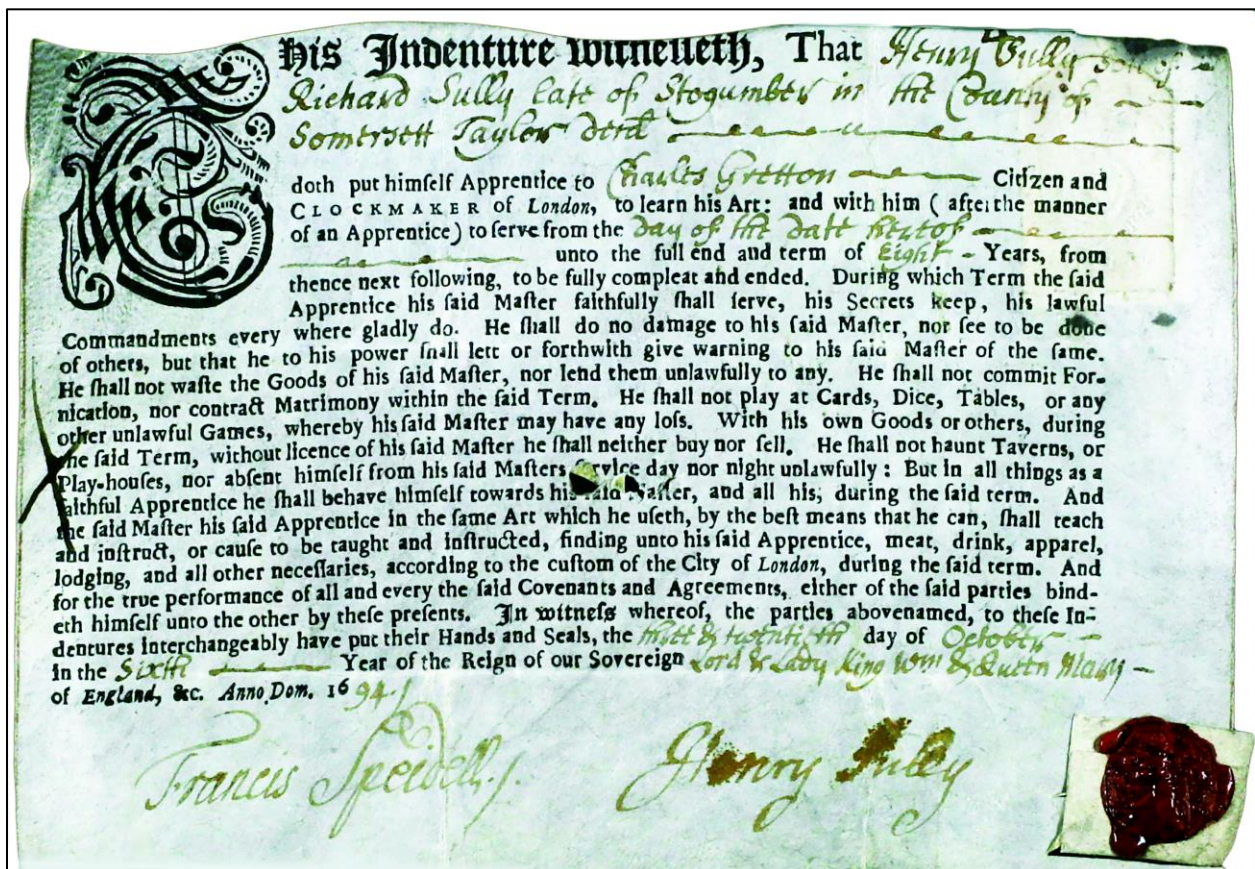 This Indenture witnesseth, That Henry Sully son of
Richard Sully late of Stogumber in the County of
Somersett Taylor decd
doth put himself Apprentice to Charles Gretton Citizen and
CLOCKMAKER of London, to learn his Art: and with him (after the manner
of an Apprentice) to serve from the day of the date hereof
unto the full end and term of Eight Years, from
thence next following, to be fully compleat and ended. During which Term the said
Apprentice his said Master faithfully shall serve, his Secrets keep, his lawful
Commandments every where gladly do. He shall do no damage to his said Master, nor see to be done
of others, but that he to his power shall lett or forthwith give warning to his said Master of the same.
He shall not waste the Goods of his said Master, nor lend them unlawfully to any. He shall not commit For-
nication, nor contract Matrimony within the said Term. He shall not play at Cards, Dice, Tables, or any
other unlawful Games, whereby his said Master may have any loss. With his own Goods or others, during
the said Term, without licence of his said Master he shall neither buy nor sell. He shall not haunt Taverns, or
Play-houses, nor absent himself from his said Masters service day nor night unlawfully: But in all things as a
faithful Apprentice he shall behave himself towards his said Master, and all his, during the said term. And
the said Master his said Apprentice in the same Art which he useth, by the best means that he can, shall teach
and instruct, or cause to be taught and instructed, finding unto his said Apprentice, meat, drink, apparel,
lodging, and all other necessaries, according to the custom of the City of London, during the said term. And
for the true performance of all and every the said Covenants and Agreements, either of the said parties bind-
eth himself unto the other by these presents. In witness whereof, the parties abovenamed, to these In-
dentures interchangeably have put their Hands and Seals, the & twentieth day of October
in the Sixth Year of the Reign of our Sovereign Lord & Lady King Wm & Queen Mary
of England, &c. Anno Dom. 1694
Francis Speidell
Henry Sully